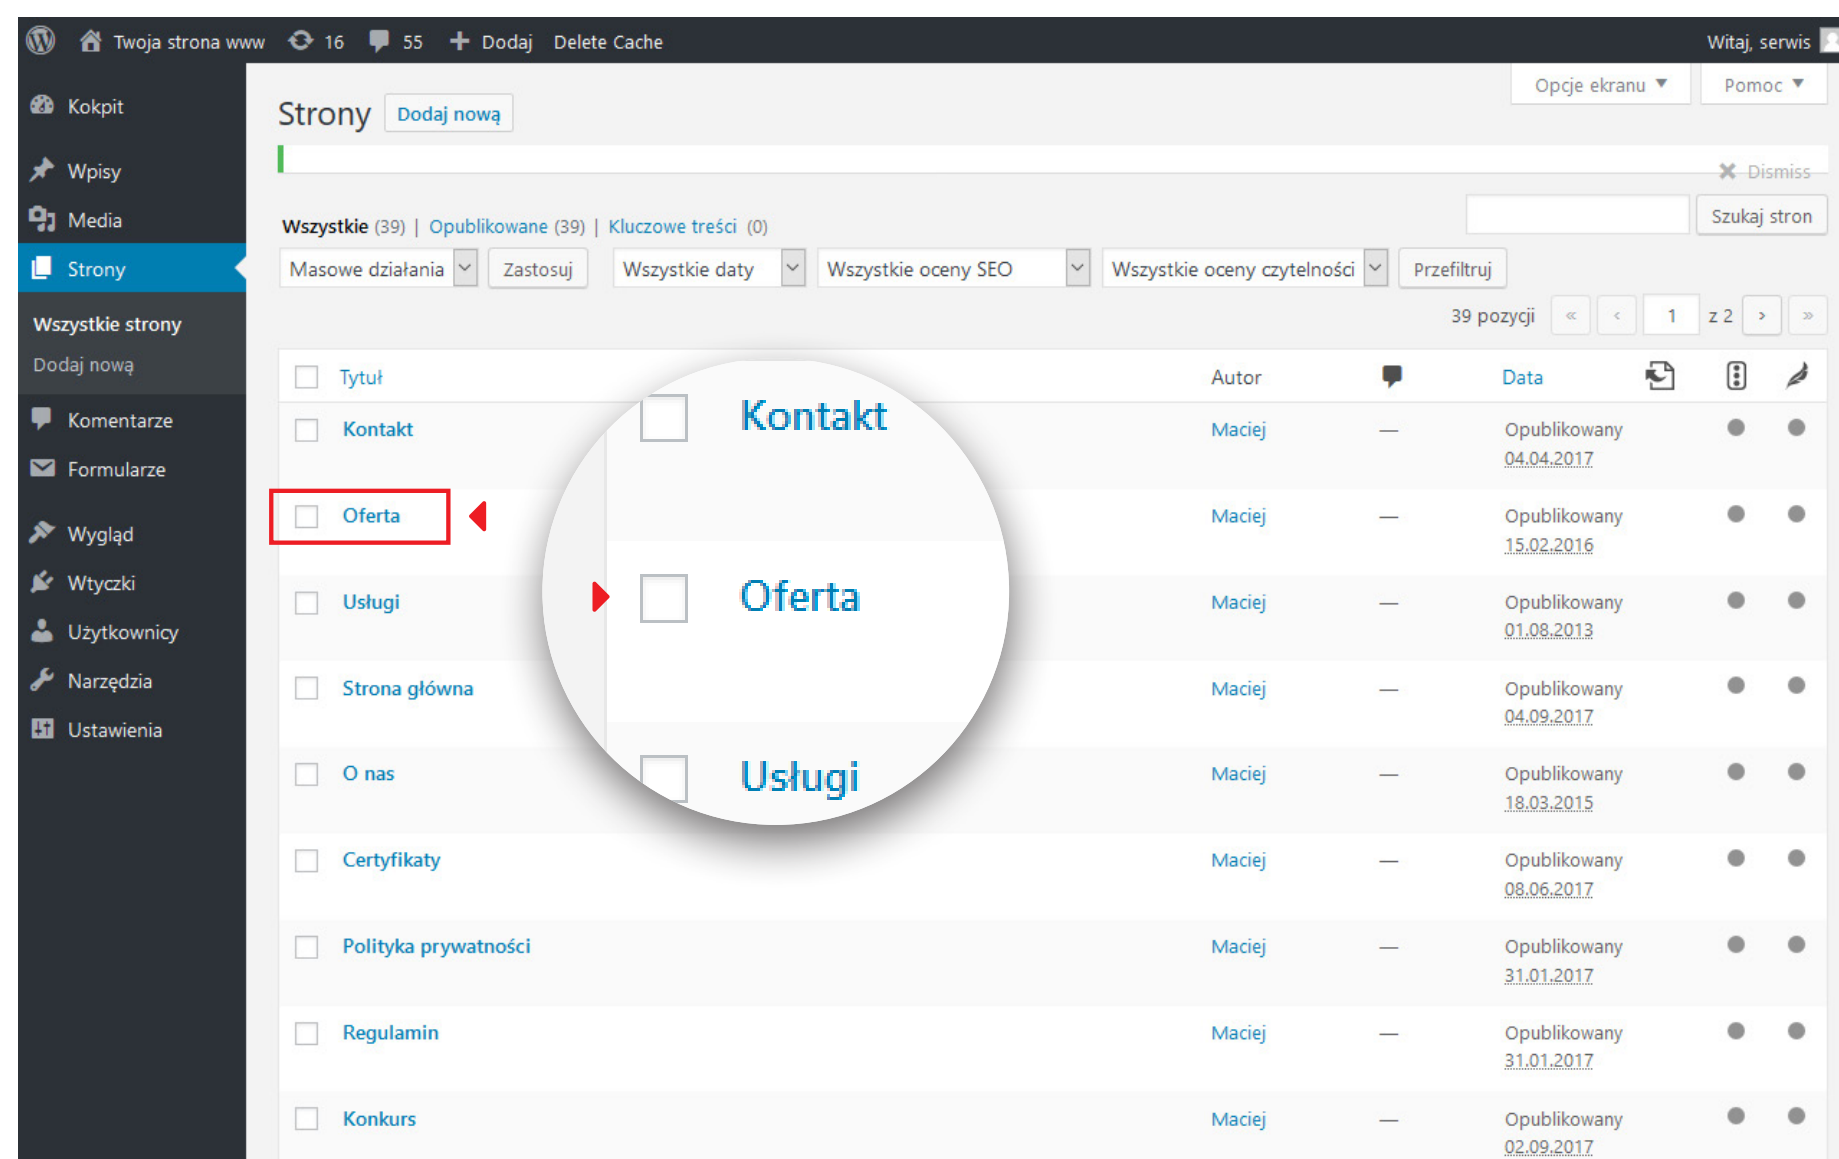 Twoja strona www 16 55 Dodaj Delete Cache Witaj, serwis
Opcje ekranu Pomoc
Kokpit
Wpisy
Media
Strony
Wszystkie strony
Dodaj nową
Komentarze
Formularze
Wygląd
Wtyczki
Użytkownicy
Narzędzia
Ustawienia
Strony Dodaj nową
Dismiss
Wszystkie (39) | Opublikowane (39) | Kluczowe treści (0) Szukaj stron
Masowe działania Zastosuj Wszystkie daty Wszystkie oceny SEO Wszystkie oceny czytelności Przefiltruj
39 pozycji « ‹ 1 z 2 › »
Tytuł Autor Data
Kontakt Maciej — Opublikowany
04.04.2017
Oferta Maciej — Opublikowany
15.02.2016
Usługi Maciej — Opublikowany
01.08.2013
Strona główna Maciej — Opublikowany
04.09.2017
O nas Maciej — Opublikowany
18.03.2015
Certyfikaty Maciej — Opublikowany
08.06.2017
Polityka prywatności Maciej — Opublikowany
31.01.2017
Regulamin Maciej — Opublikowany
31.01.2017
Konkurs Maciej — Opublikowany
02.09.2017
Kontakt
Oferta
Usługi